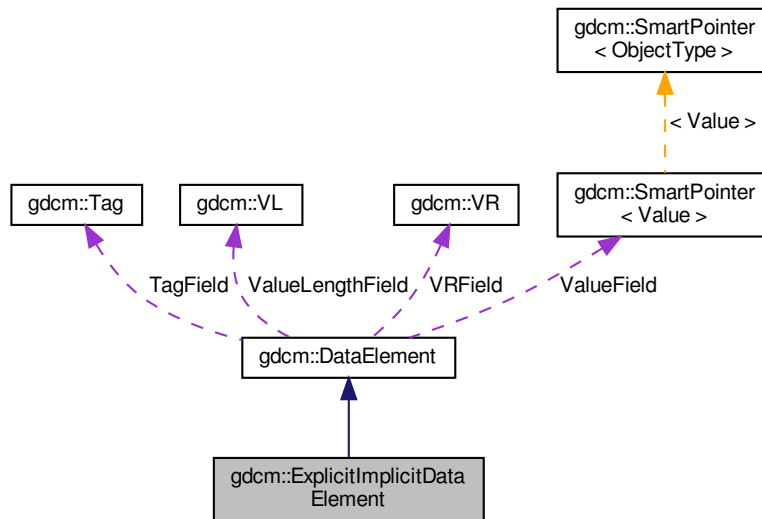 gdcm::SmartPointer
< ObjectType >
< Value >
gdcm::Tag
gdcm::VL
gdcm::VR
gdcm::SmartPointer
< Value >
TagField
ValueLengthField
VRField
ValueField
gdcm::DataElement
gdcm::ExplicitImplicitData
Element